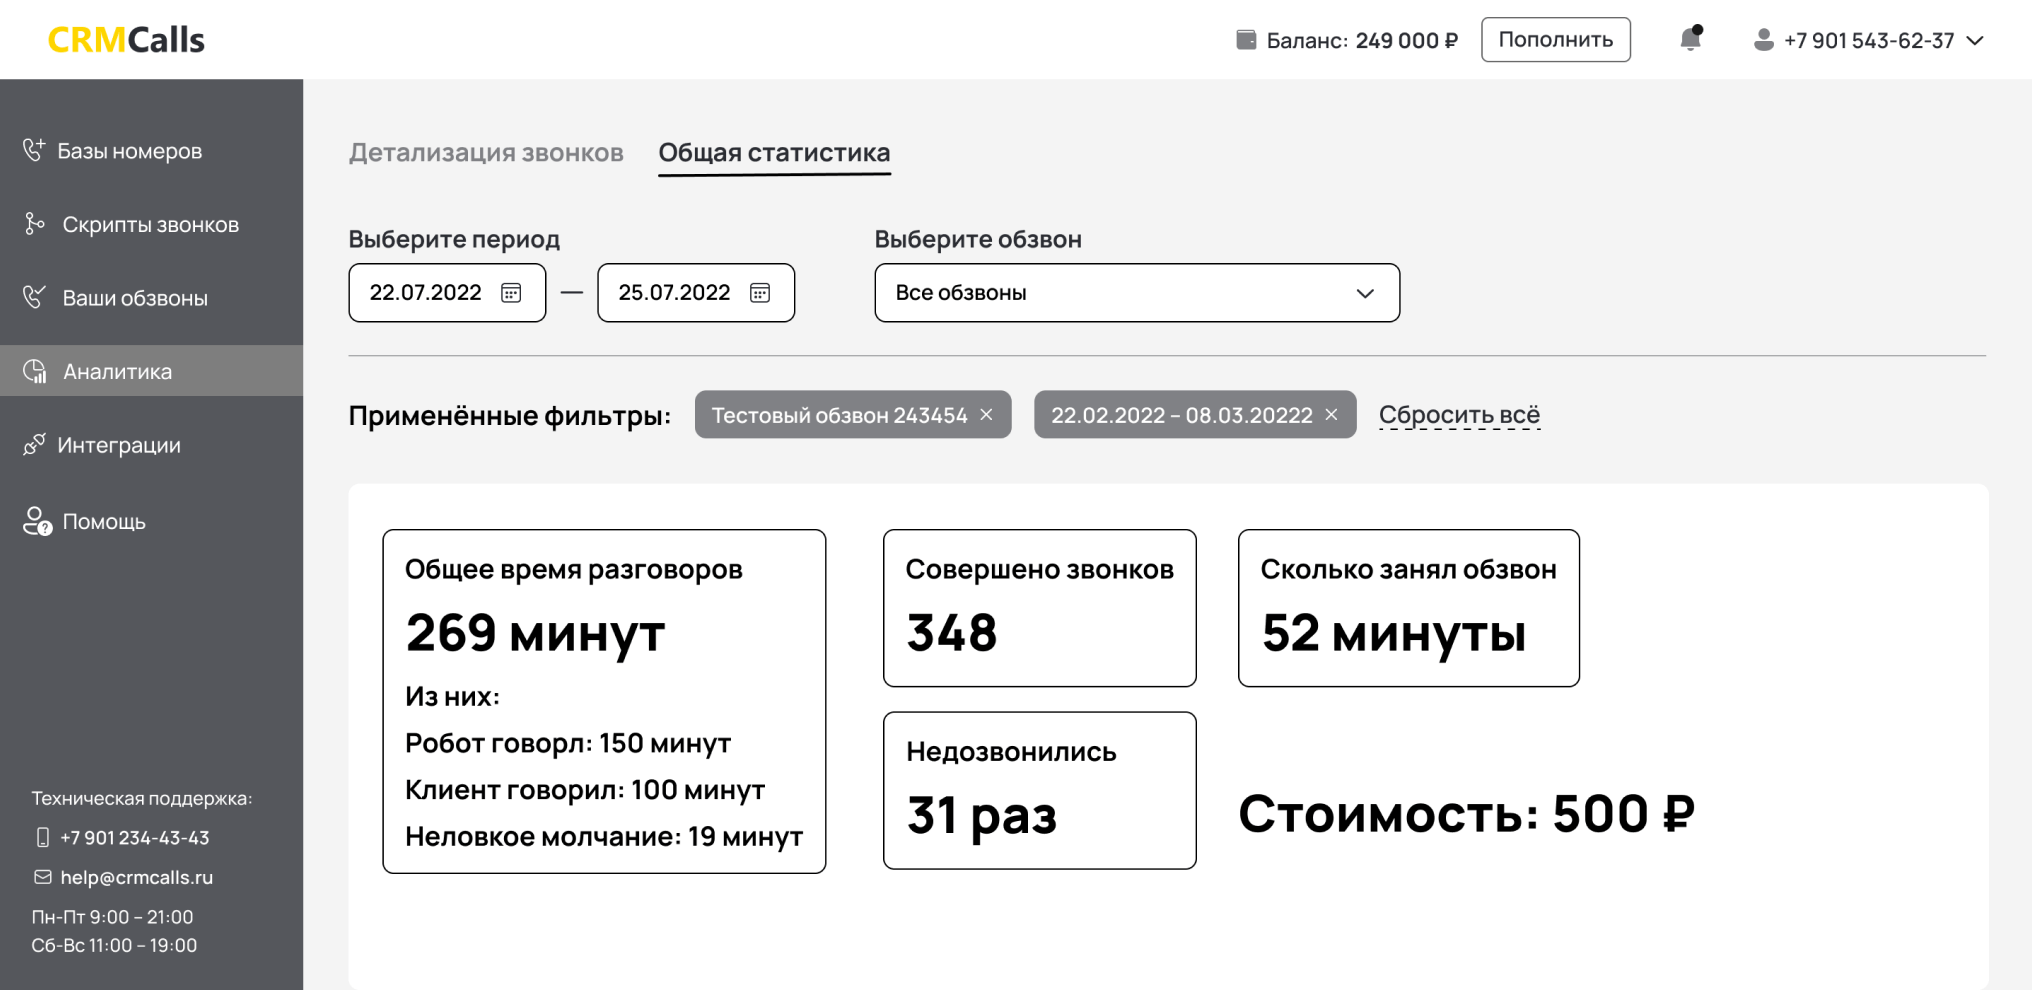 CRMCalls
Баланс: 249 000 ₽
Пополнить
+7 901 543-62-37
Базы номеров
Скрипты звонков
Ваши обзвоны
Аналитика
Интеграции
Помощь
Техническая поддержка:
+7 901 234-43-43
help@crmcalls.ru
Пн-Пт 9:00 – 21:00
Сб-Вс 11:00 – 19:00
Детализация звонков
Общая статистика
Выберите период
22.07.2022 — 25.07.2022
Выберите обзвон
Все обзвоны
Применённые фильтры:
Тестовый обзвон 243454 ×
22.02.2022 – 08.03.20222 ×
Сбросить всё
Общее время разговоров
269 минут
Из них:
Робот говорл: 150 минут
Клиент говорил: 100 минут
Неловкое молчание: 19 минут
Совершено звонков
348
Сколько занял обзвон
52 минуты
Недозвонились
31 раз
Стоимость: 500 ₽